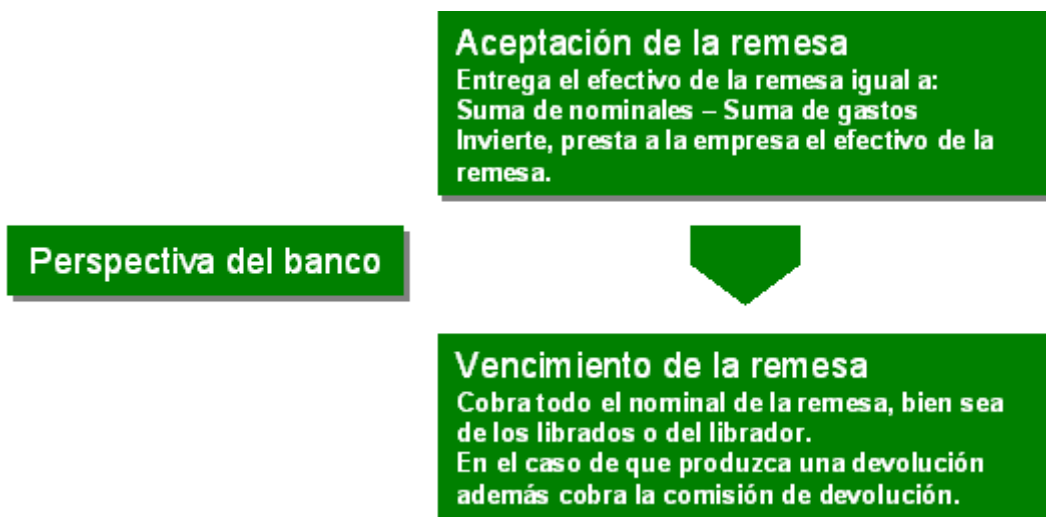 Aceptación de la remesa
Entrega el efectivo de la remesa igual a:
Suma de nominales – Suma de gastos
Invierte, presta a la empresa el efectivo de la
remesa.
Perspectiva del banco
Vencimiento de la remesa
Cobra todo el nominal de la remesa, bien sea
de los librados o del librador.
En el caso de que produzca una devolución
además cobra la comisión de devolución.